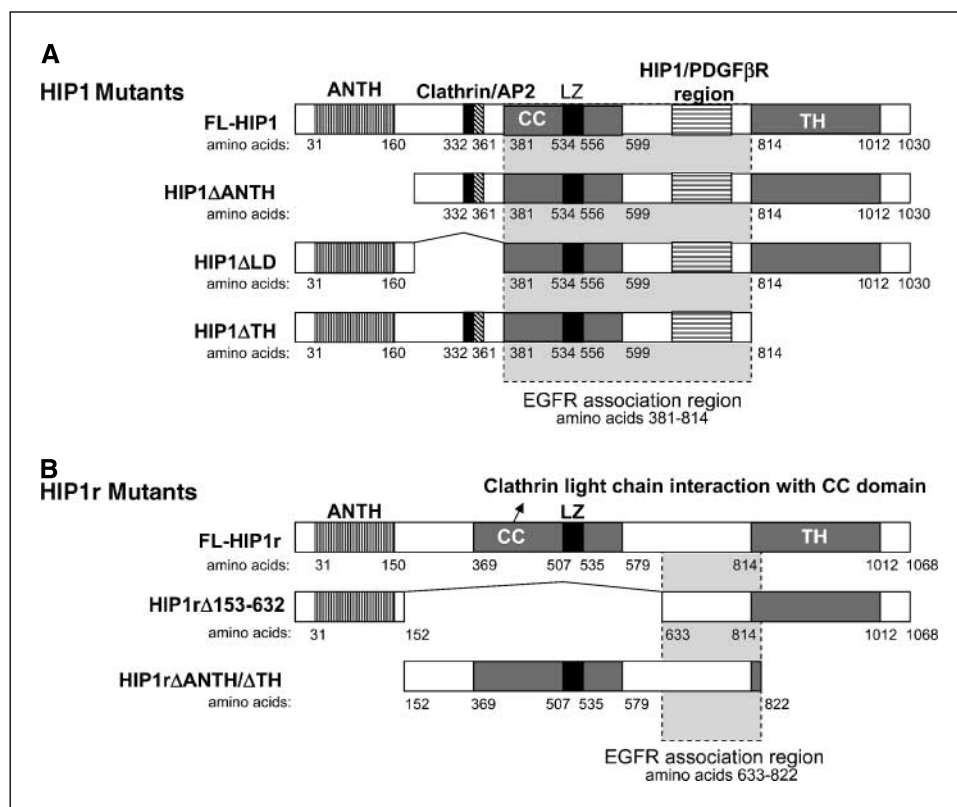 A
HIP1 Mutants
HIP1/PDGFβR
region
ANTH Clathrin/AP2 LZ
FL-HIP1 CC TH
amino acids: 31 160 332 361 381 534 556 599 814 1012 1030
HIP1ΔANTH
amino acids: 332 361 381 534 556 599 814 1012 1030
HIP1ΔLD
amino acids: 31 160 381 534 556 599 814 1012 1030
HIP1ΔTH
amino acids: 31 160 332 361 381 534 556 599 814
EGFR association region
amino acids 381-814
B
HIP1r Mutants
Clathrin light chain interaction with CC domain
ANTH LZ
FL-HIP1r CC TH
amino acids: 31 150 369 507 535 579 814 1012 1068
HIP1rΔ153-632
amino acids: 31 152 633 814 1012 1068
HIP1rΔANTH/ΔTH
amino acids: 152 369 507 535 579 822
EGFR association region
amino acids 633-822